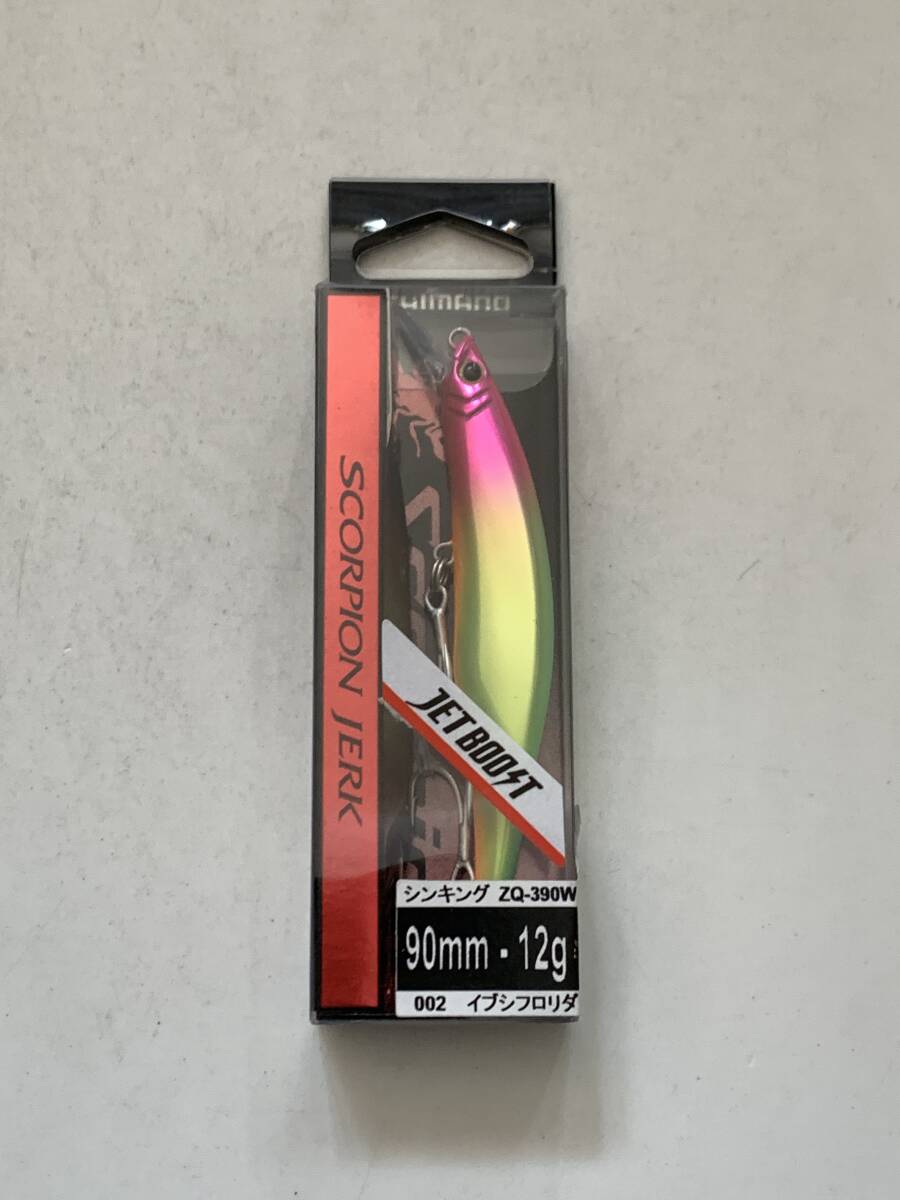 SHIMANO
SCORPION JERK
JET BOOST
シンキング ZQ-390W
90mm - 12g
002 イブシフロリダ